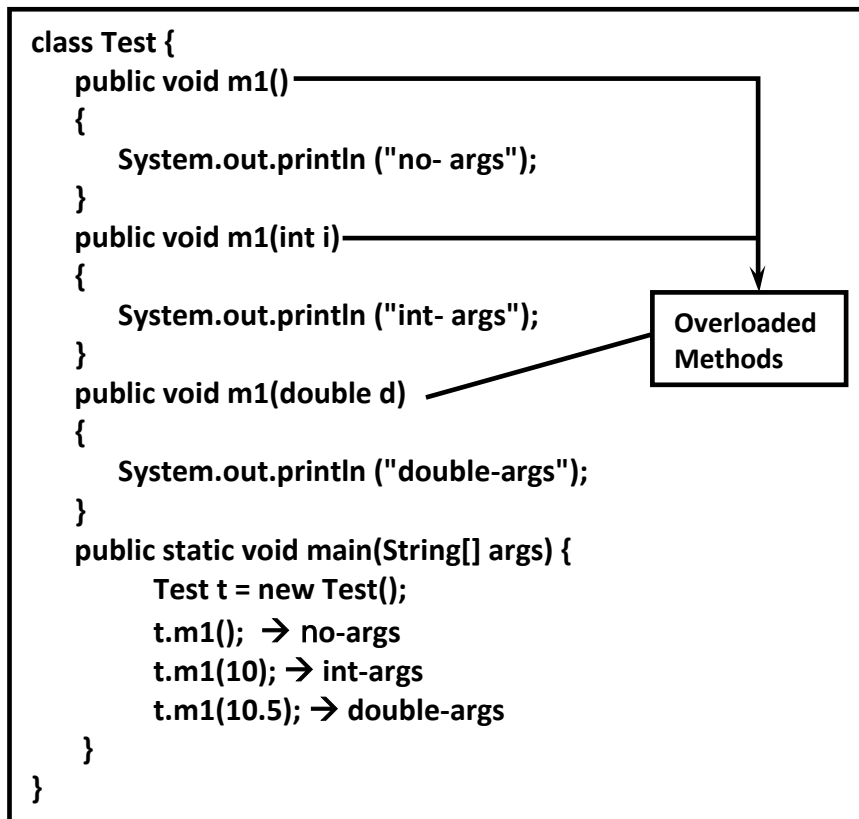 class Test {
public void m1()
{
System.out.println ("no- args");
}
public void m1(int i)
{
System.out.println ("int- args");
}
public void m1(double d)
{
System.out.println ("double-args");
}
public static void main(String[] args) {
Test t = new Test();
t.m1(); → no-args
t.m1(10); → int-args
t.m1(10.5); → double-args
}
}
Overloaded
Methods